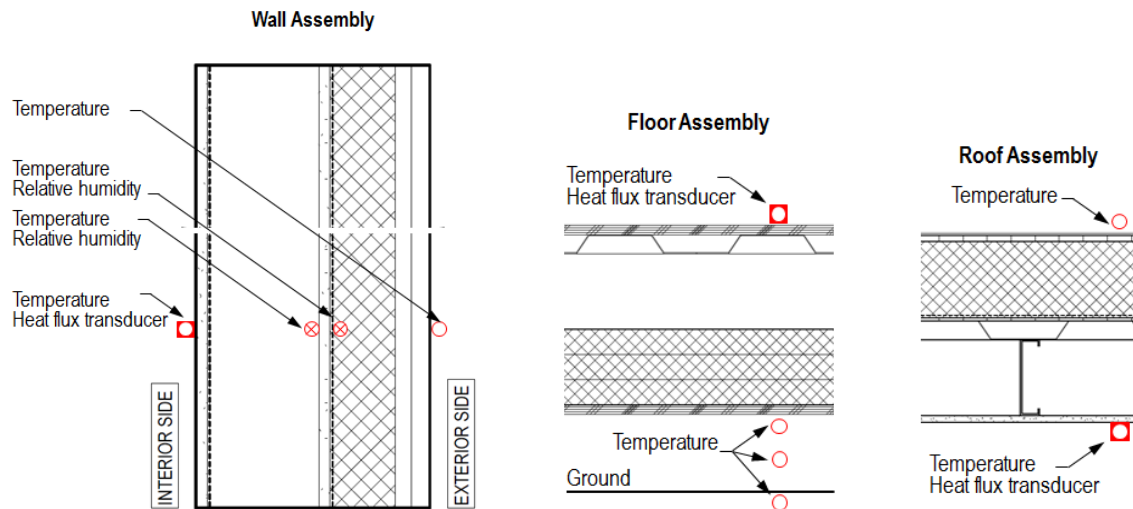 Wall Assembly
Temperature
Temperature
Relative humidity
Temperature
Relative humidity
Temperature
Heat flux transducer
INTERIOR SIDE
EXTERIOR SIDE
Floor Assembly
Temperature
Heat flux transducer
Temperature
Ground
Roof Assembly
Temperature
Temperature
Heat flux transducer